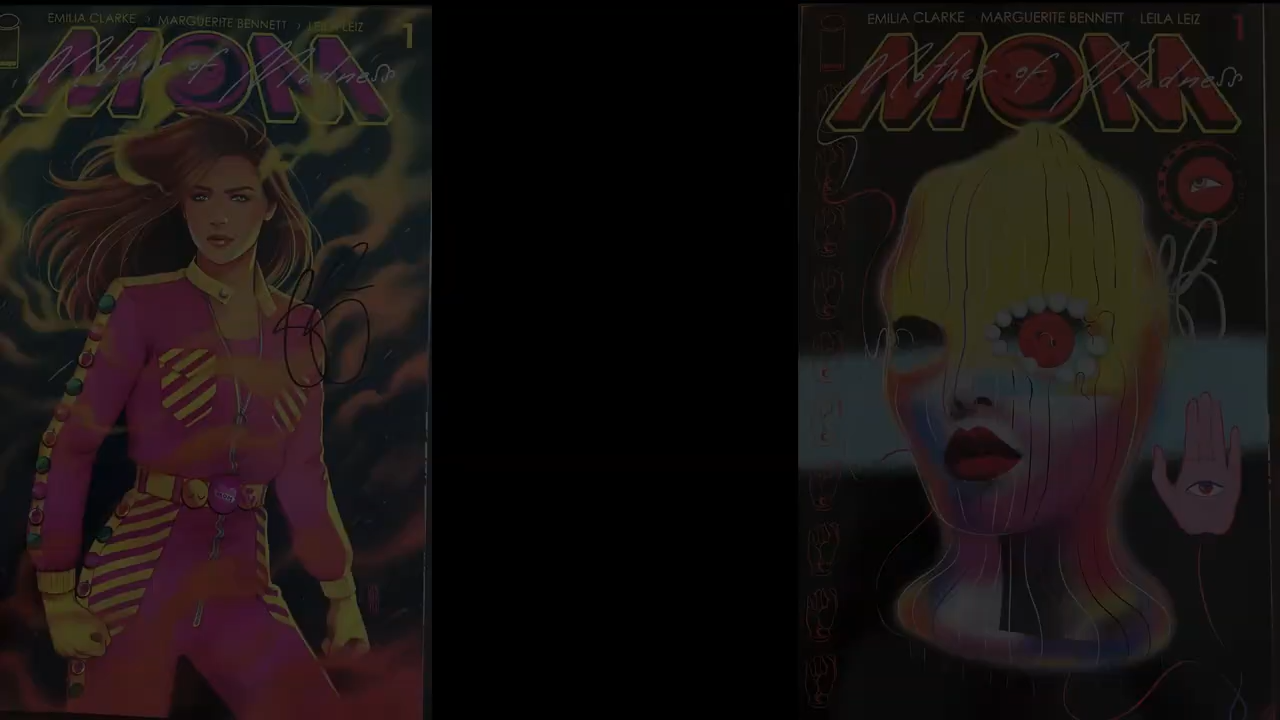 EMILIA CLARKE › MARGUERITE BENNETT › LEILA LEIZ
1
MOM
Mother of Madness
EMILIA CLARKE MARGUERITE BENNETT LEILA LEIZ
1
MOM
Mother of Madness